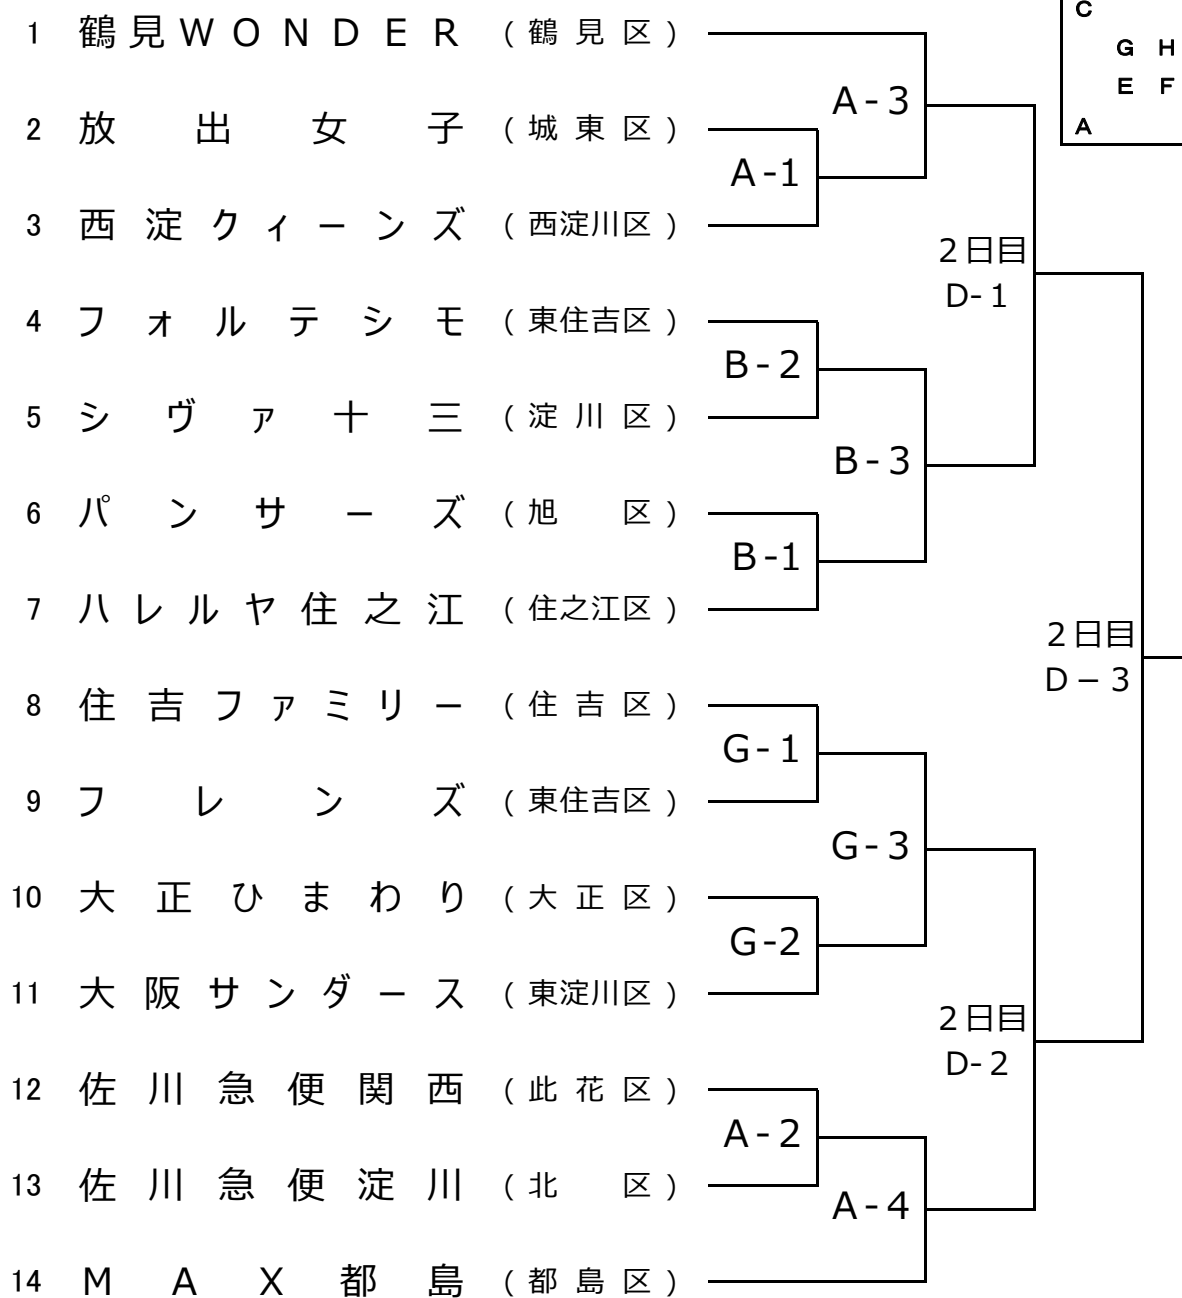 1 鶴見WONDER (鶴見区)
2 放出女子 (城東区)
3 西淀クィーンズ (西淀川区)
4 フォルテシモ (東住吉区)
5 シヴァ十三 (淀川区)
6 パンサーズ (旭区)
7 ハレルヤ住之江 (住之江区)
8 住吉ファミリー (住吉区)
9 フレンズ (東住吉区)
10 大正ひまわり (大正区)
11 大阪サンダース (東淀川区)
12 佐川急便関西 (此花区)
13 佐川急便淀川 (北区)
14 MAX都島 (都島区)
A-1
B-2
B-1
G-1
G-2
A-2
A-3
B-3
G-3
A-4
２日目
D-1
２日目
D-2
２日目
D－3
C
G H
E F
A